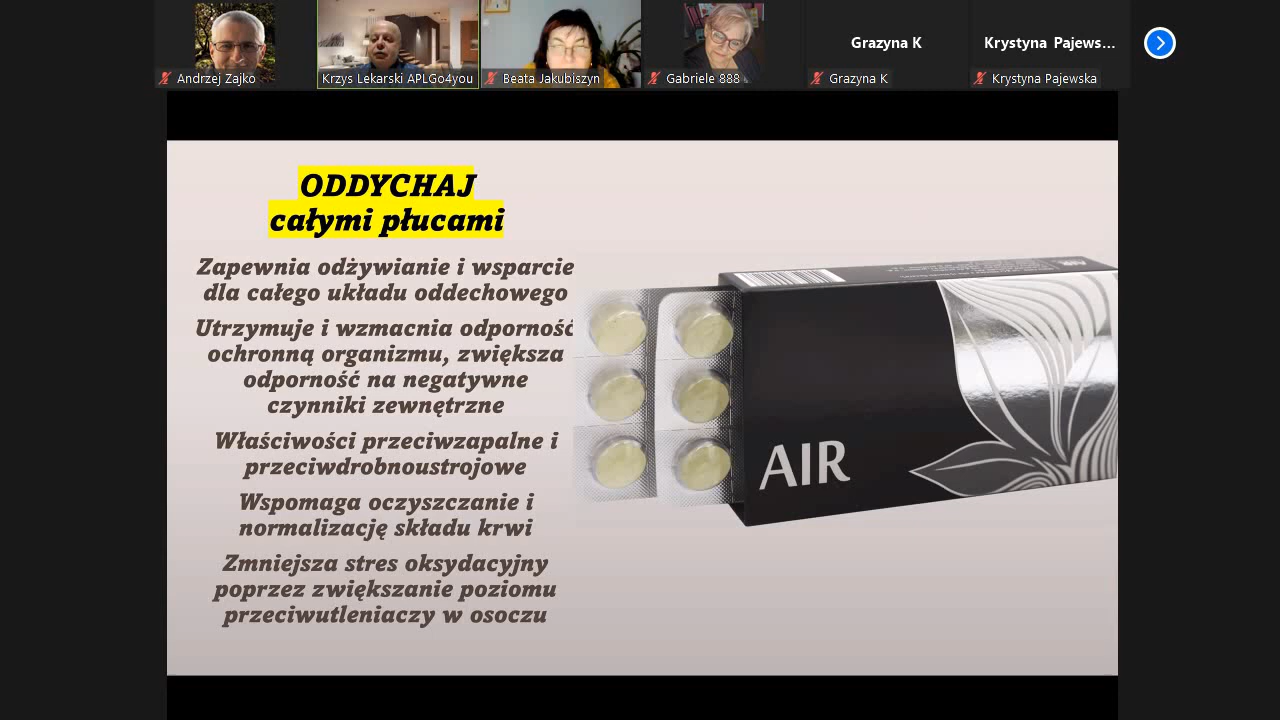 Grazyna K
Krystyna Pajews...
Andrzej Zajko
Krzys Lekarski APLGo4you
Beata Jakubiszyn
Gabriele 888
Grazyna K
Krystyna Pajewska
ODDYCHAJ
całymi płucami
Zapewnia odżywianie i wsparcie
dla całego układu oddechowego
Utrzymuje i wzmacnia odporność
ochronną organizmu, zwiększa
odporność na negatywne
czynniki zewnętrzne
Właściwości przeciwzapalne i
przeciwdrobnoustrojowe
Wspomaga oczyszczanie i
normalizację składu krwi
Zmniejsza stres oksydacyjny
poprzez zwiększanie poziomu
przeciwutleniaczy w osoczu
AIR
AIR